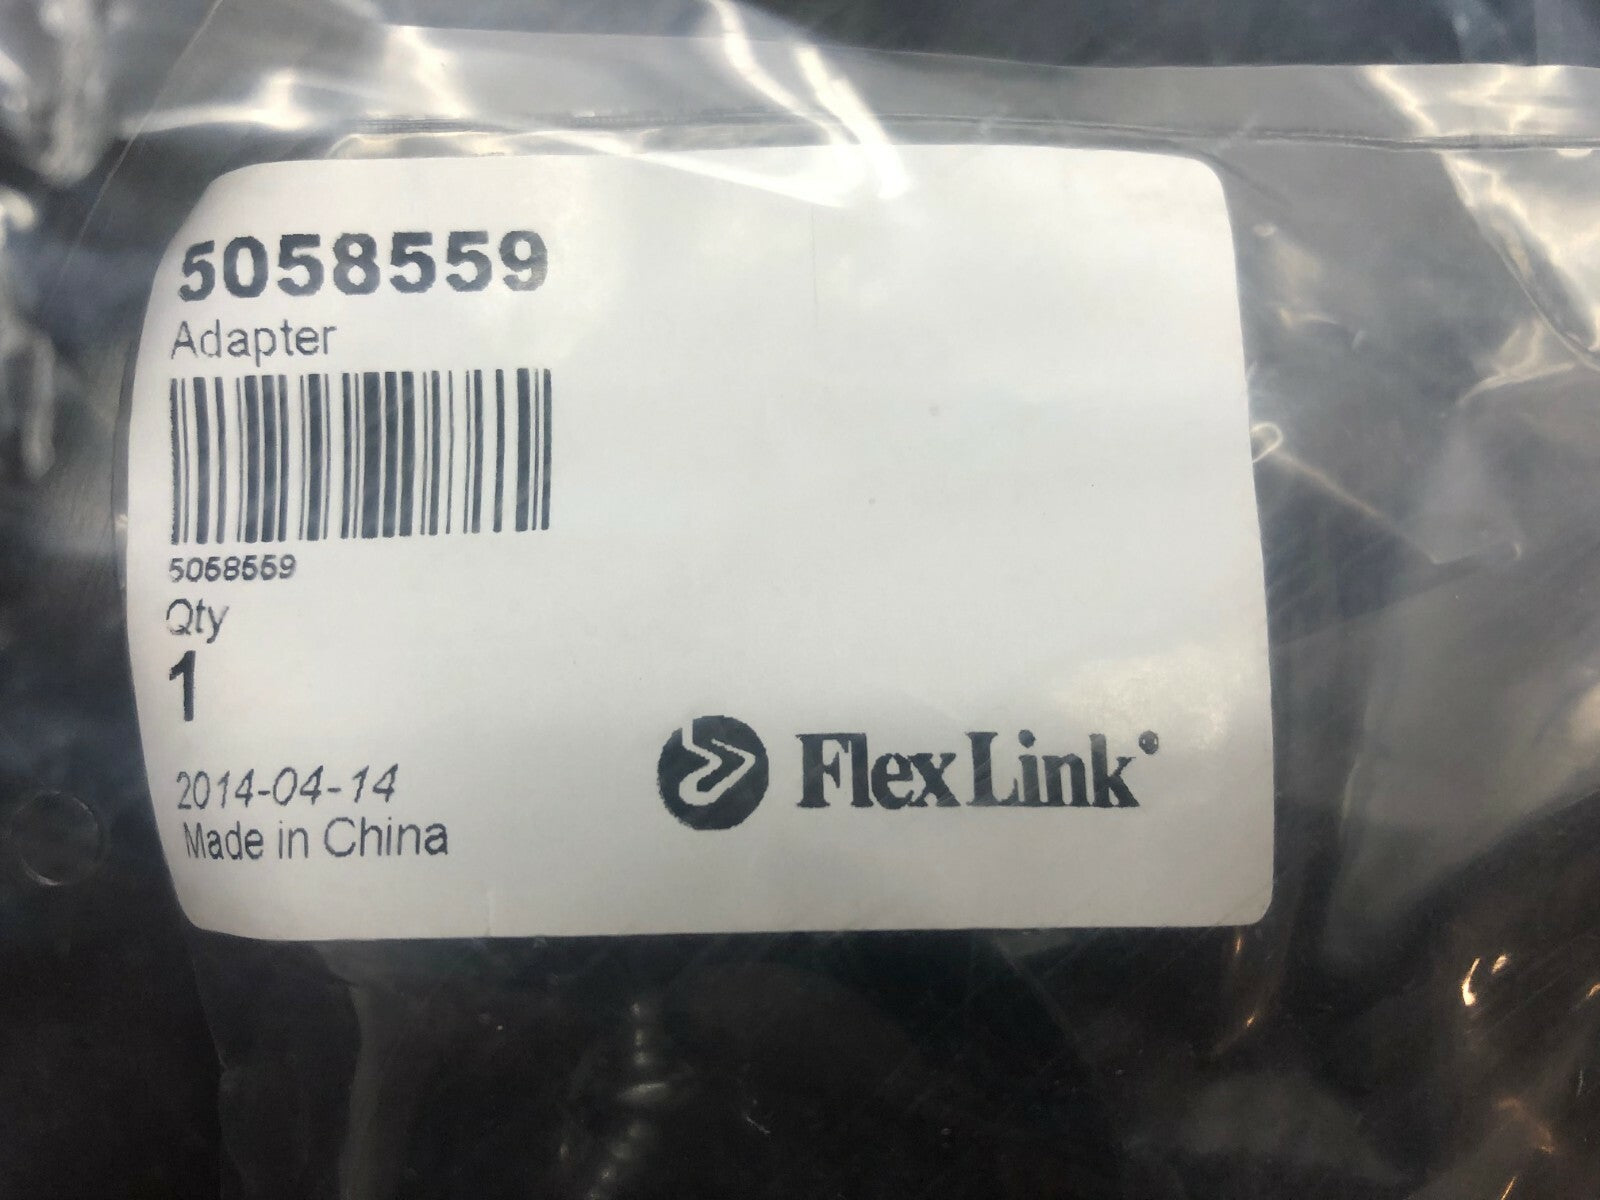 5058559
Adapter
5058559
Qty
1
2014-04-14
Made in China
FlexLink®